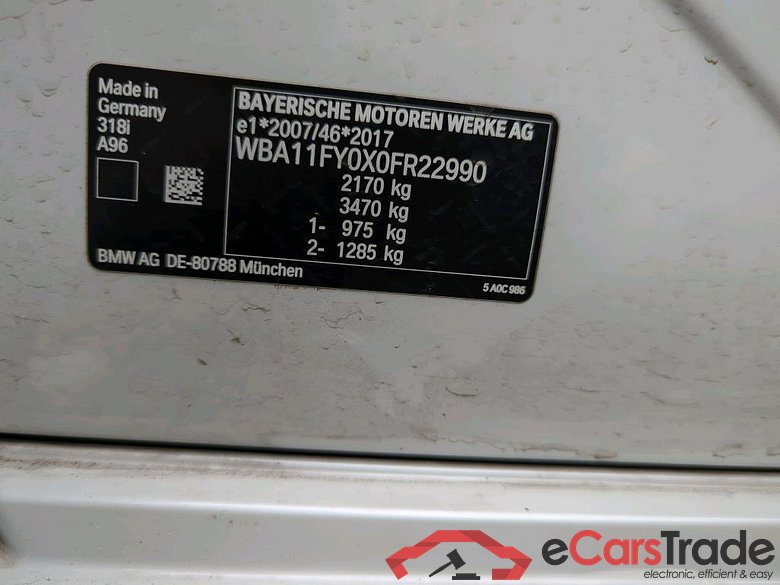 Made in
Germany
318i
A96
BAYERISCHE MOTOREN WERKE AG
e1*2007/46*2017
WBA11FY0X0FR22990
2170 kg
3470 kg
1- 975 kg
2- 1285 kg
BMW AG DE-80788 München
5 A0C 986
eCarsTrade
electronic, efficient & easy